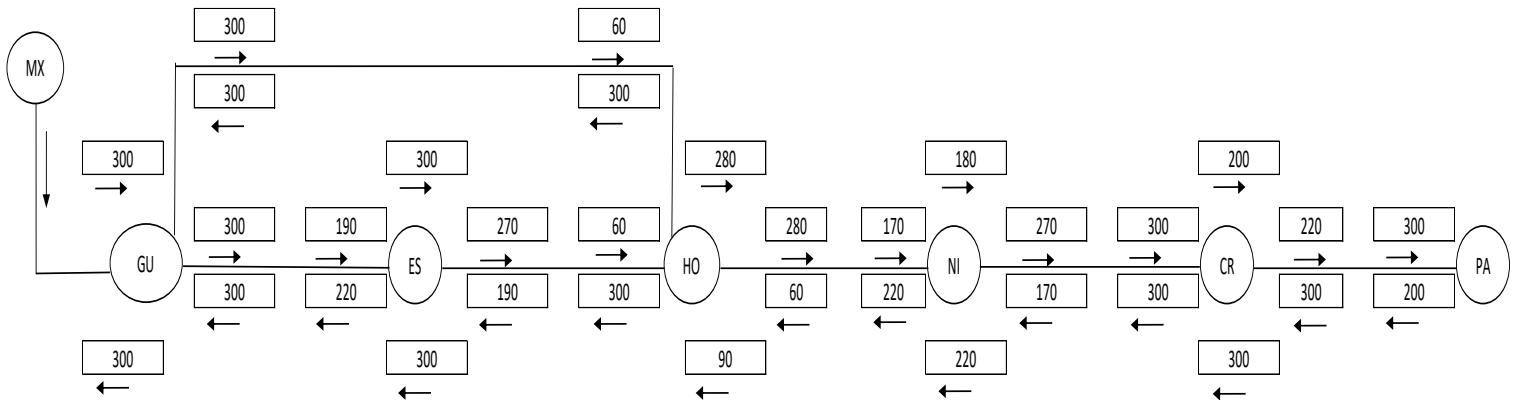 300 60
MX
300 300
300 300 280 180 200
300 190 270 60 280 170 270 300 220 300
GU ES HO NI CR PA
300 220 190 300 60 220 170 300 300 200
300 300 90 220 300